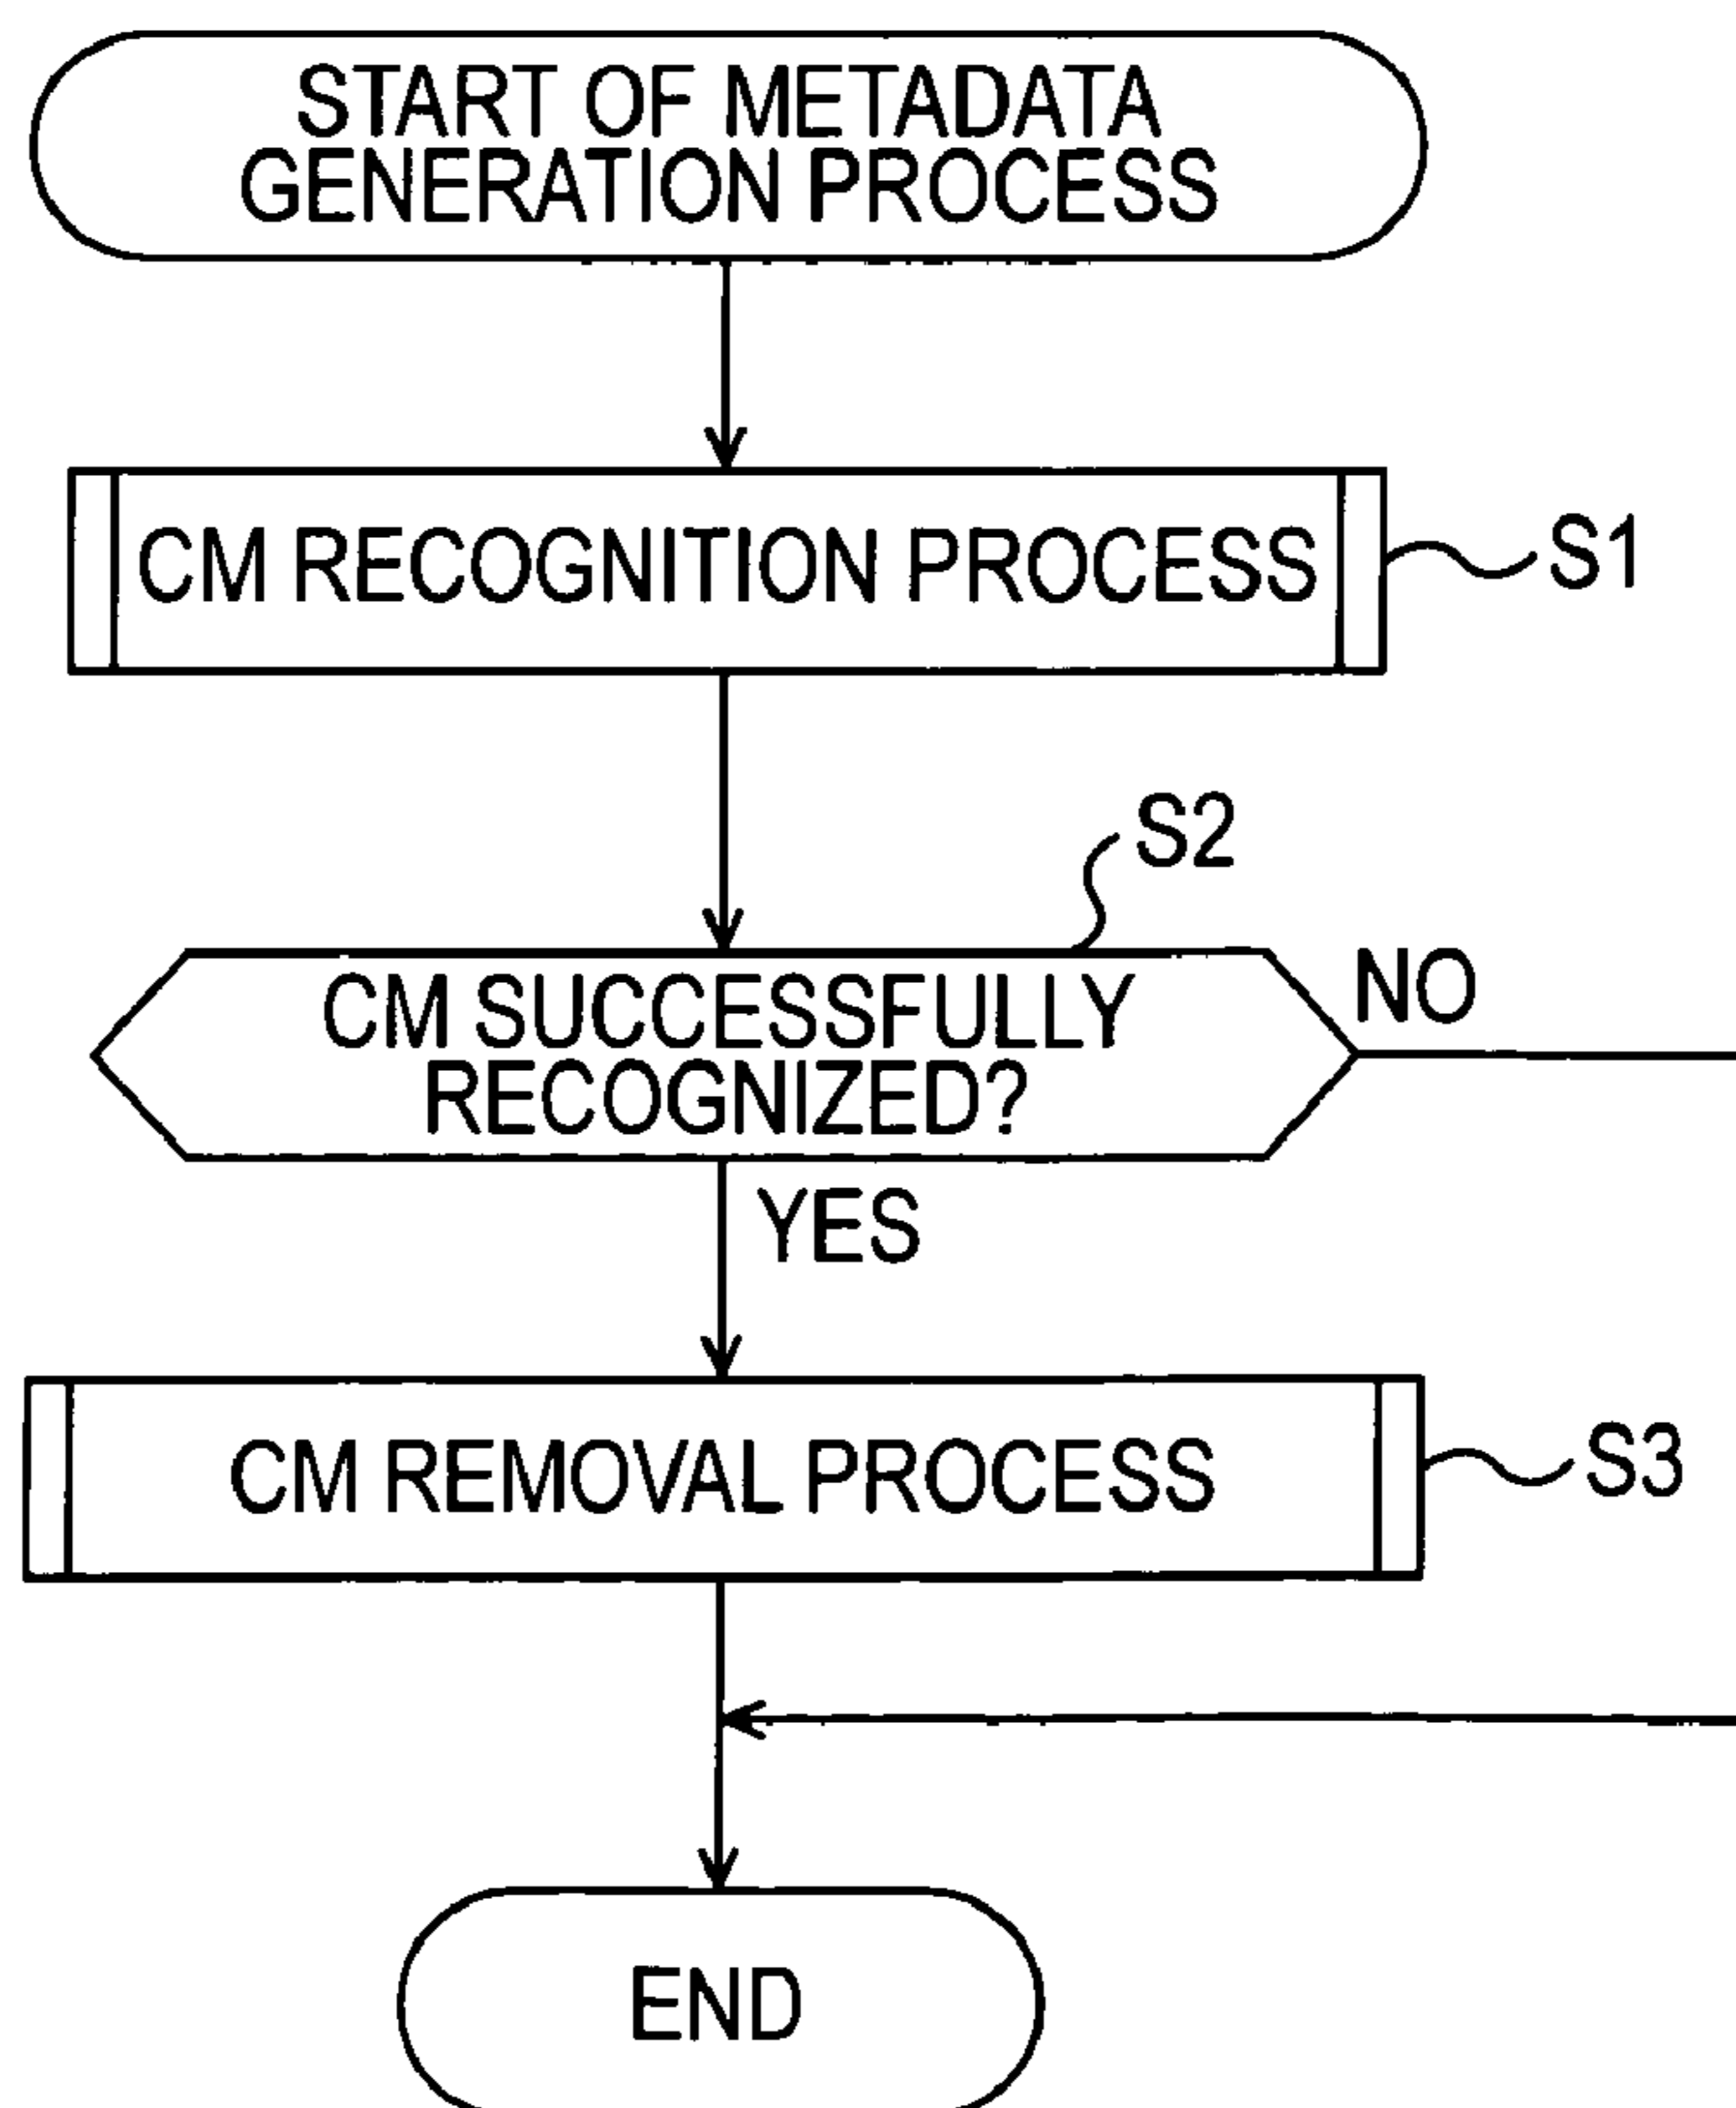 START OF METADATA
GENERATION PROCESS
CM RECOGNITION PROCESS
S1
S2
CM SUCCESSFULLY
RECOGNIZED?
NO
YES
CM REMOVAL PROCESS
S3
END